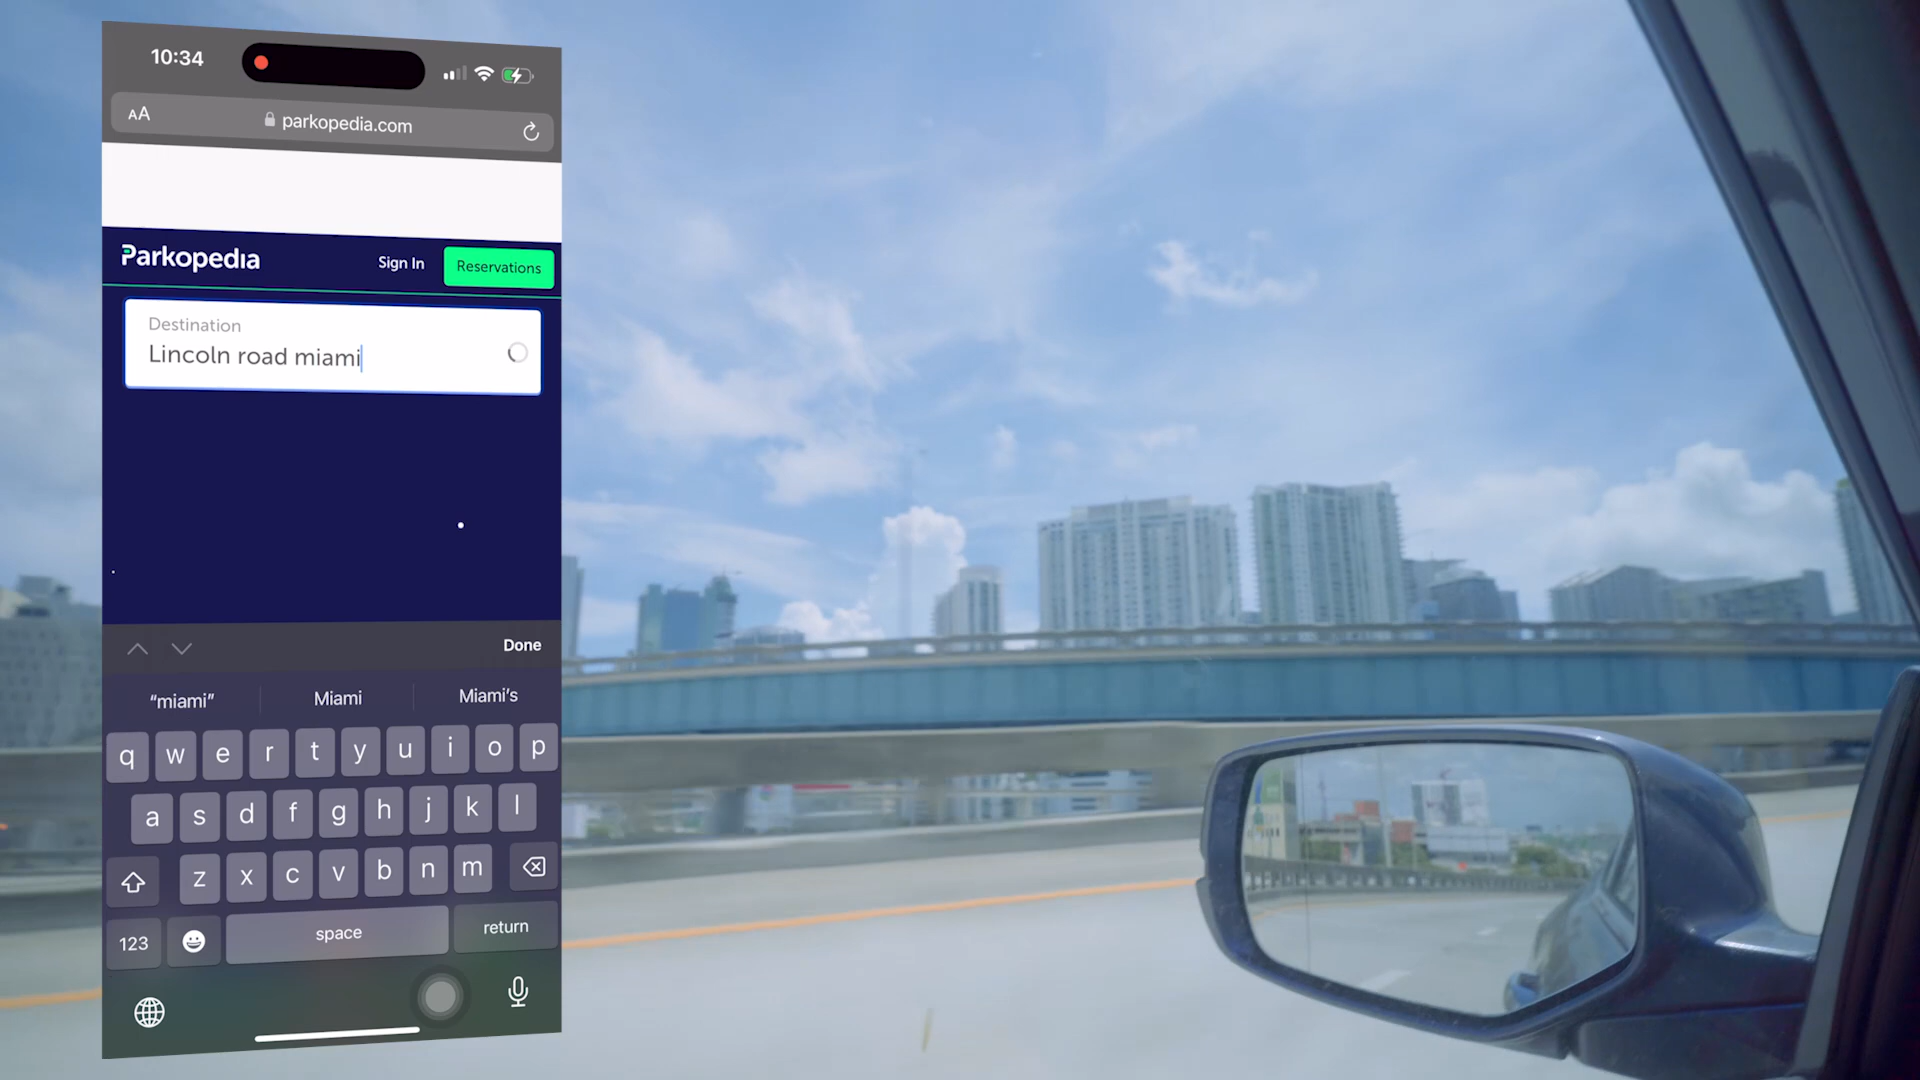 10:34
AA
parkopedia.com
Parkopedia
Sign In
Reservations
Destination
Lincoln road miami
Done
“miami”
Miami
Miami’s
q w e r t y u i o p
a s d f g h j k l
z x c v b n m
123
space
return